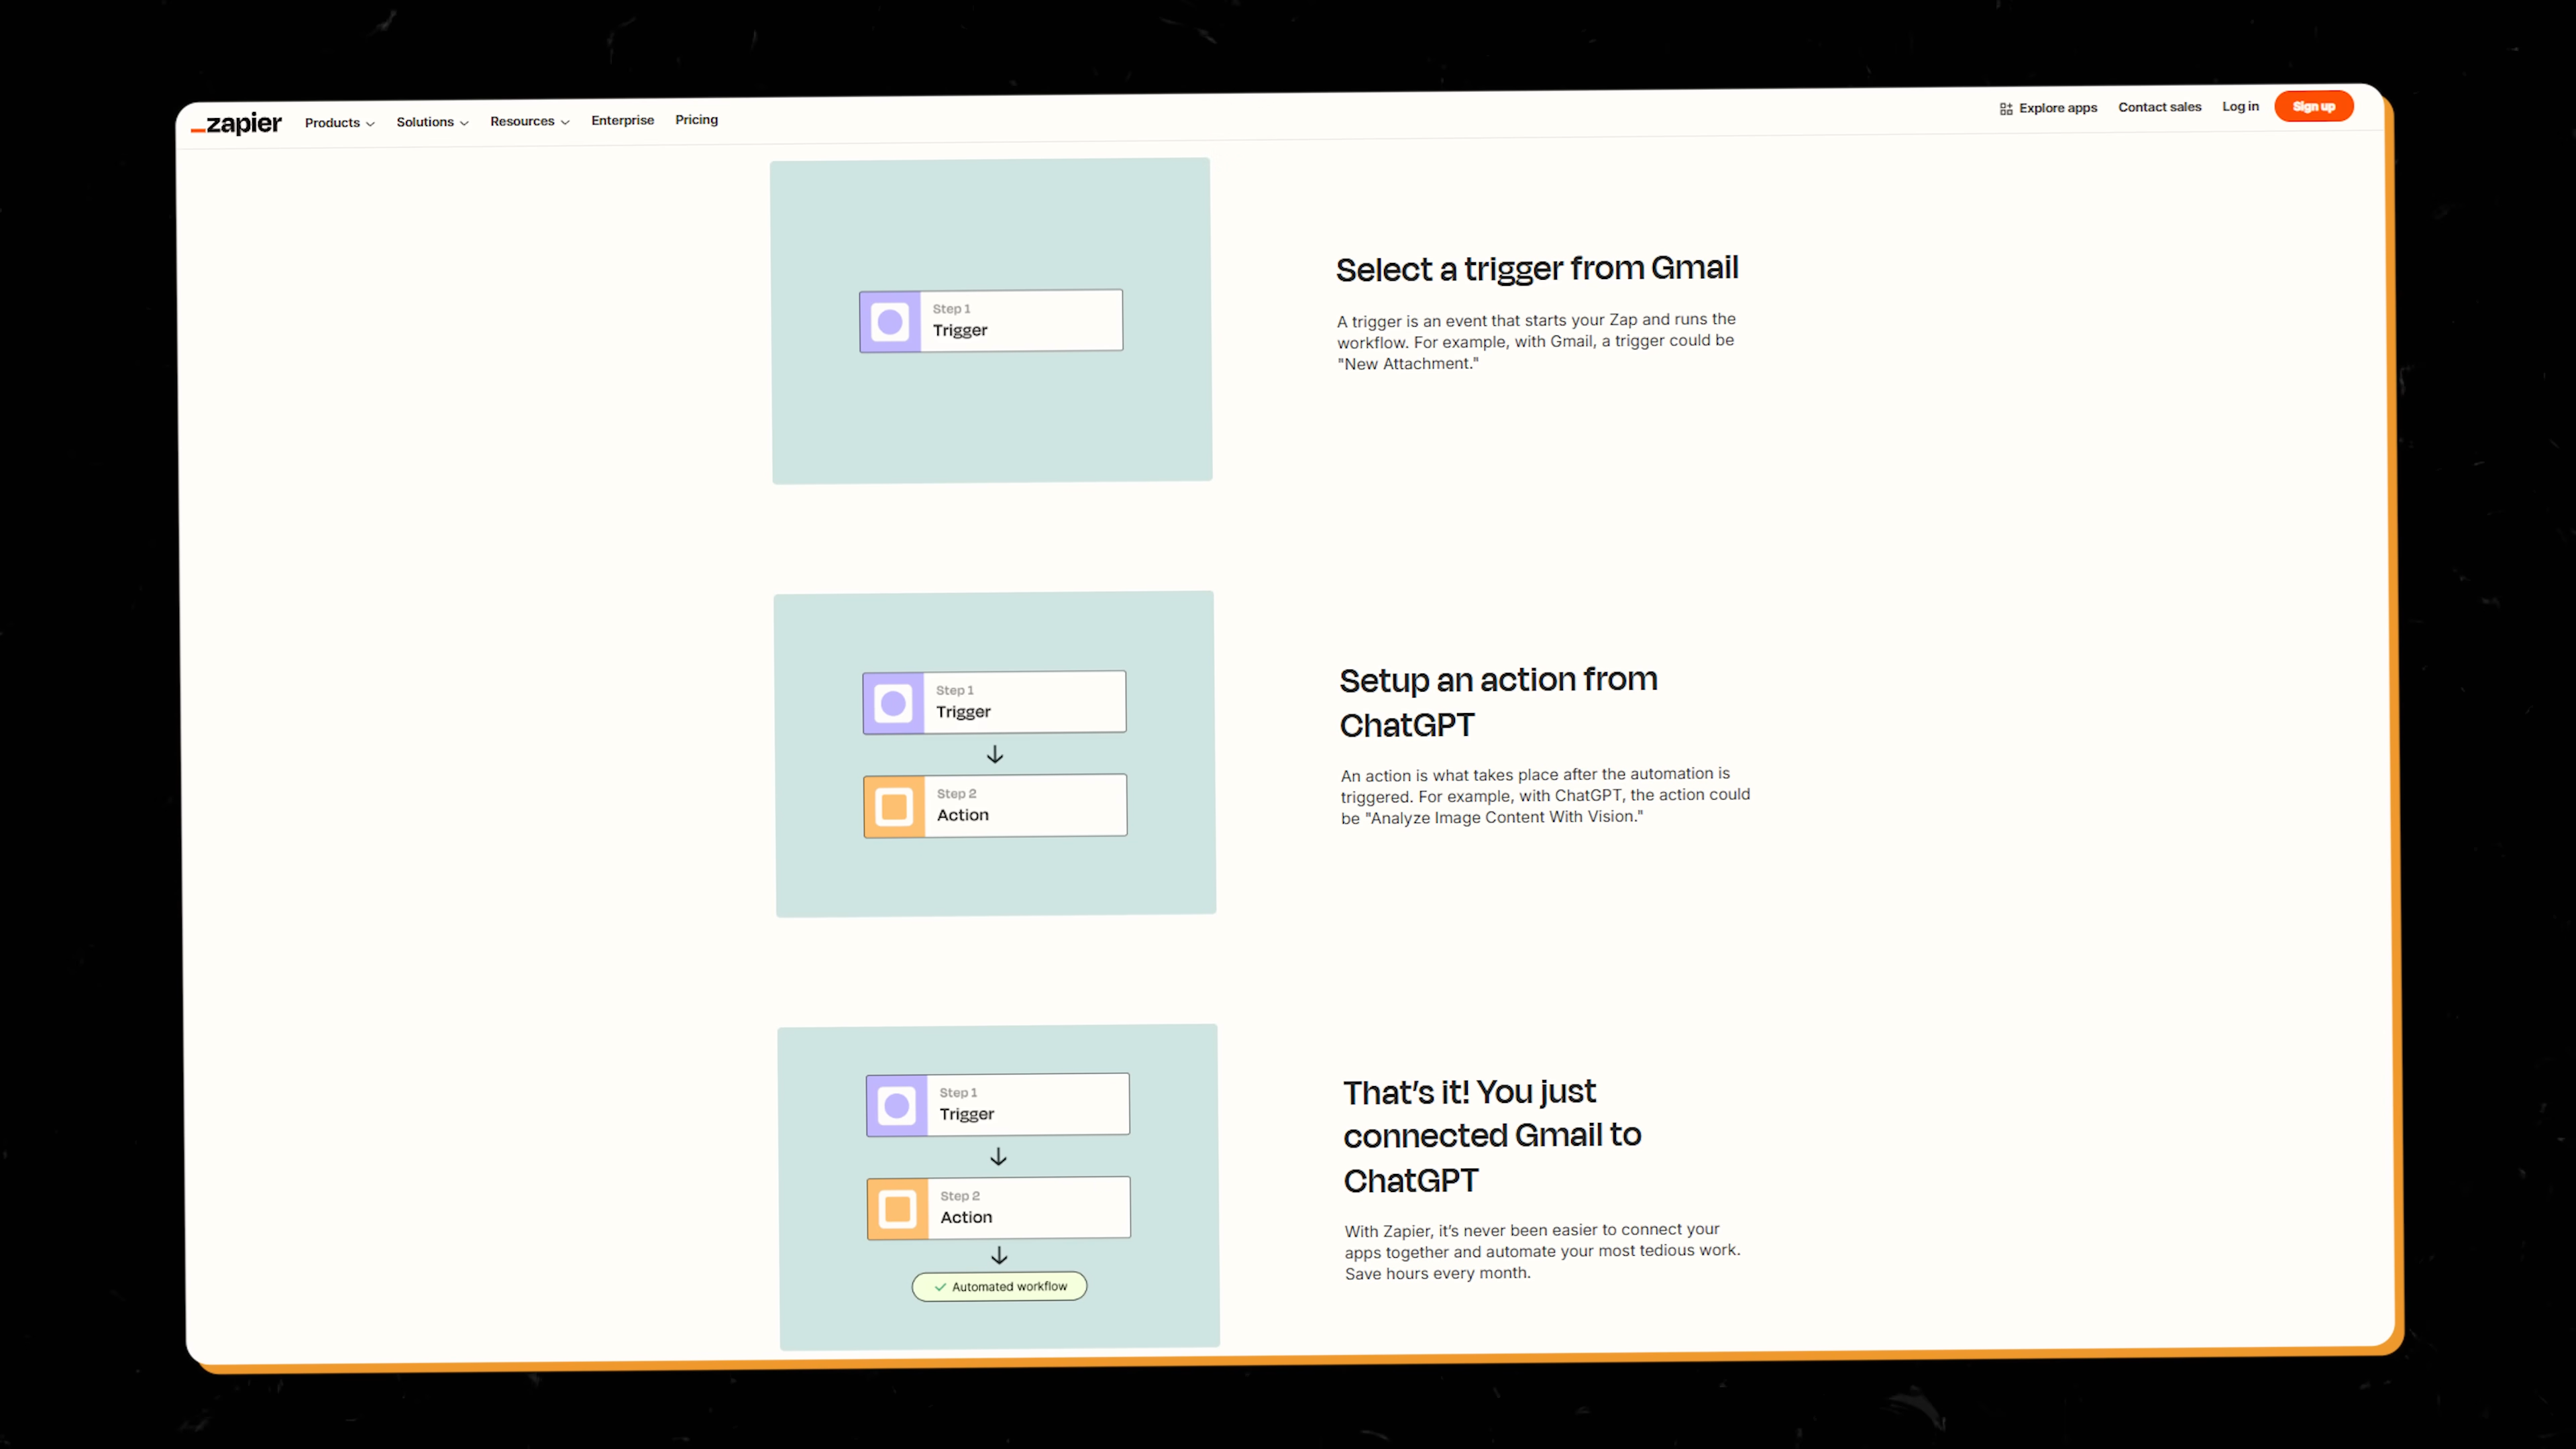 zapier Products Solutions Resources Enterprise Pricing Explore apps Contact sales Log in Sign up
Step 1
Trigger
Select a trigger from Gmail
A trigger is an event that starts your Zap and runs the
workflow. For example, with Gmail, a trigger could be
"New Attachment."
Step 1
Trigger
Step 2
Action
Setup an action from
ChatGPT
An action is what takes place after the automation is
triggered. For example, with ChatGPT, the action could
be "Analyze Image Content With Vision."
Step 1
Trigger
Step 2
Action
Automated workflow
That's it! You just
connected Gmail to
ChatGPT
With Zapier, it's never been easier to connect your
apps together and automate your most tedious work.
Save hours every month.